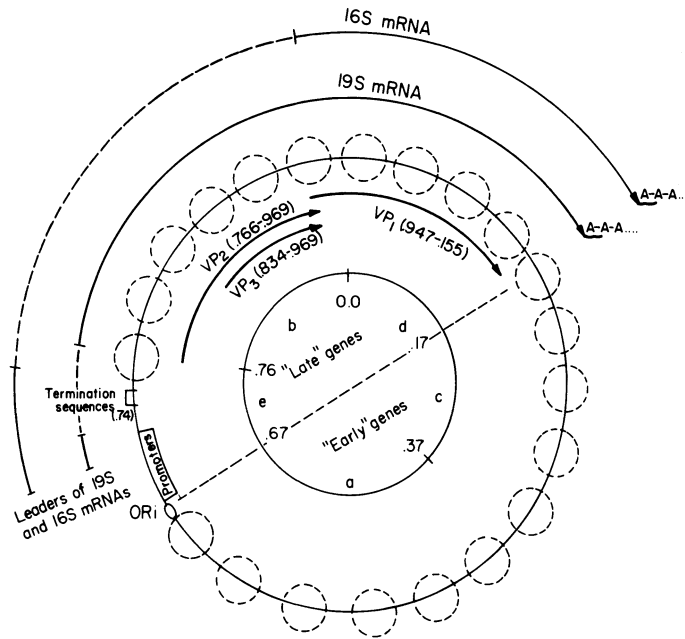 16S mRNA
19S mRNA
A-A-A..
A-A-A....
VP2 (766-969)
VP3 (834-969)
VP1 (947-155)
0.0
b
d
"Late" genes
.17
.76
e
c
.67
"Early" genes
.37
a
Termination
sequences
(.74)
Promoters
ORi
Leaders of 19S
and 16S mRNAs